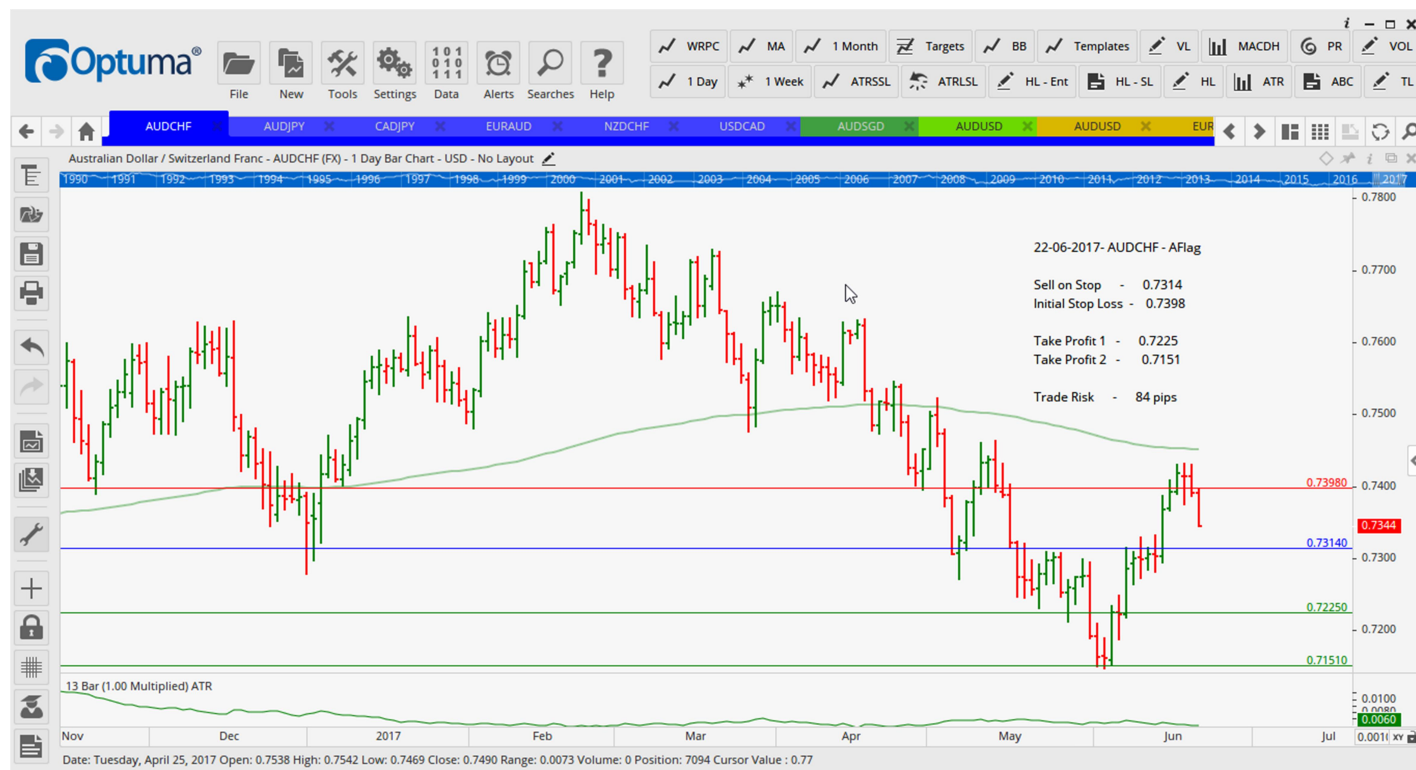 i
Optuma®
File New Tools Settings Data Alerts Searches Help
101
010
111
WRPC MA 1 Month Targets BB Templates VL MACDH PR VOL
1 Day 1 Week ATRSSL ATRLSL HL - Ent HL - SL HL ATR ABC TL
AUDCHF AUDJPY CADJPY EURAUD NZDCHF USDCAD AUDSGD AUDUSD AUDUSD EUR
Australian Dollar / Switzerland Franc - AUDCHF (FX) - 1 Day Bar Chart - USD - No Layout
1990 1991 1992 1993 1994 1995 1996 1997 1998 1999 2000 2001 2002 2003 2004 2005 2006 2007 2008 2009 2010 2011 2012 2013 2014 2015 2016 2017
0.7800
22-06-2017- AUDCHF - AFlag
0.7700
Sell on Stop - 0.7314
Initial Stop Loss - 0.7398
Take Profit 1 - 0.7225
0.7600
Take Profit 2 - 0.7151
Trade Risk - 84 pips
0.7500
0.73980
0.7400
0.7344
0.73140
0.7300
0.72250
0.7200
0.71510
13 Bar (1.00 Multiplied) ATR
0.0100
0.0080
0.0060
Nov Dec 2017 Feb Mar Apr May Jun Jul 0.001 XY
Date: Tuesday, April 25, 2017 Open: 0.7538 High: 0.7542 Low: 0.7469 Close: 0.7490 Range: 0.0073 Volume: 0 Position: 7094 Cursor Value : 0.77